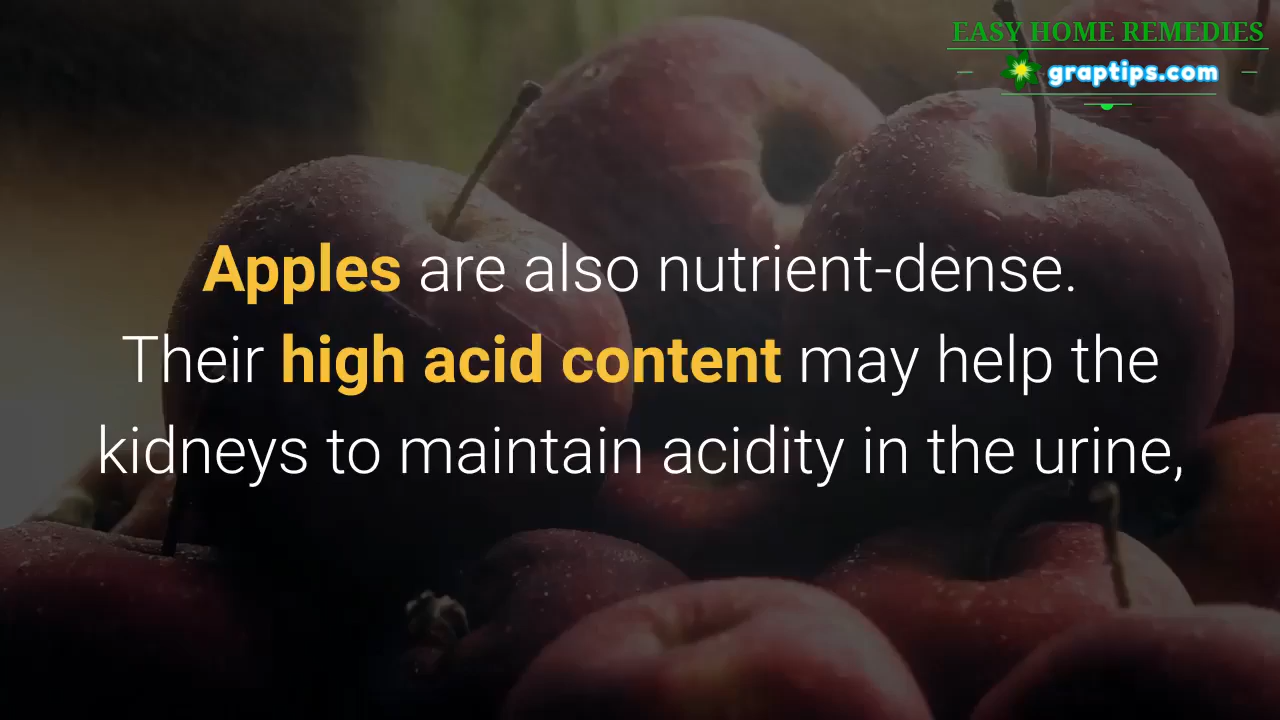 EASY HOME REMEDIES
graptips.com
Apples are also nutrient-dense.
Their high acid content may help the
kidneys to maintain acidity in the urine,